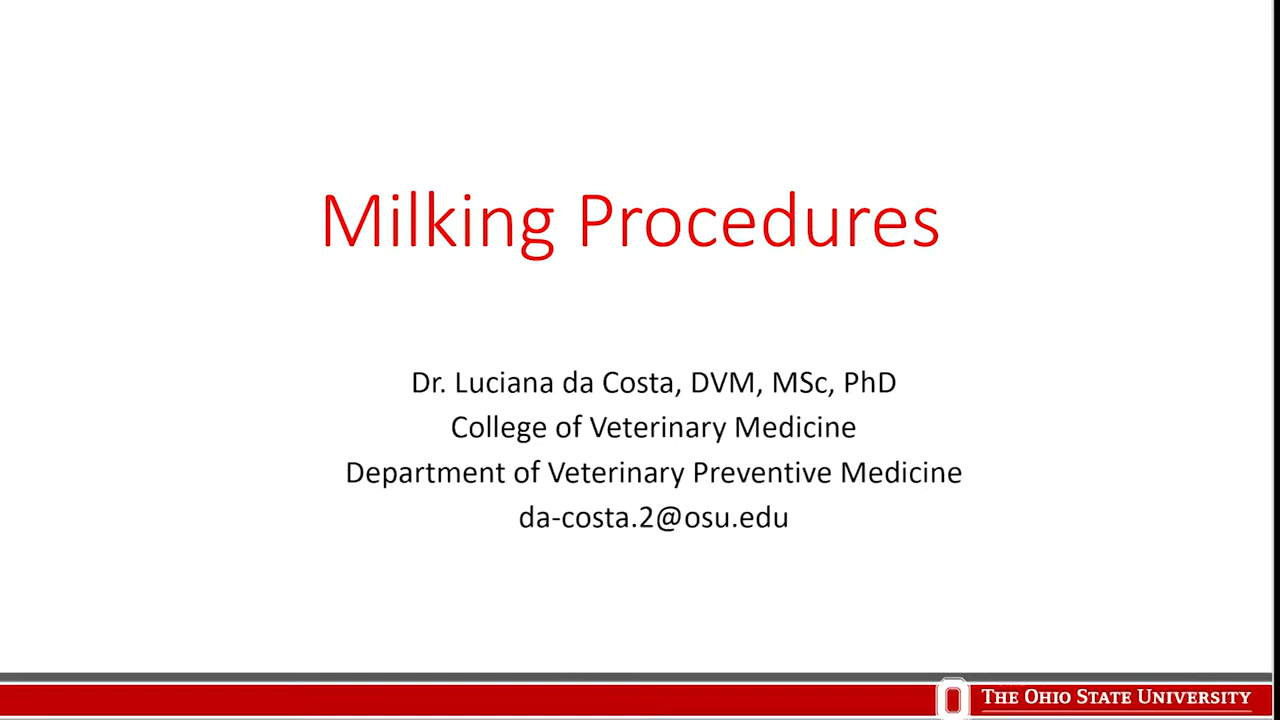 Milking Procedures
Dr. Luciana da Costa, DVM, MSc, PhD
College of Veterinary Medicine
Department of Veterinary Preventive Medicine
da-costa.2@osu.edu
THE OHIO STATE UNIVERSITY